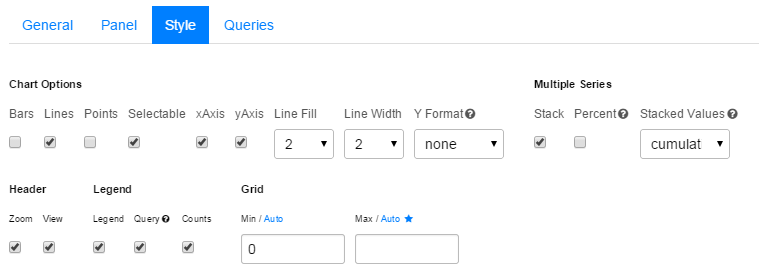 General Panel Style Queries
Chart Options Multiple Series
Bars Lines Points Selectable xAxis yAxis Line Fill Line Width Y Format Stack Percent Stacked Values
2 2 none cumulat
Header Legend Grid
Zoom View Legend Query Counts Min / Auto Max / Auto
0